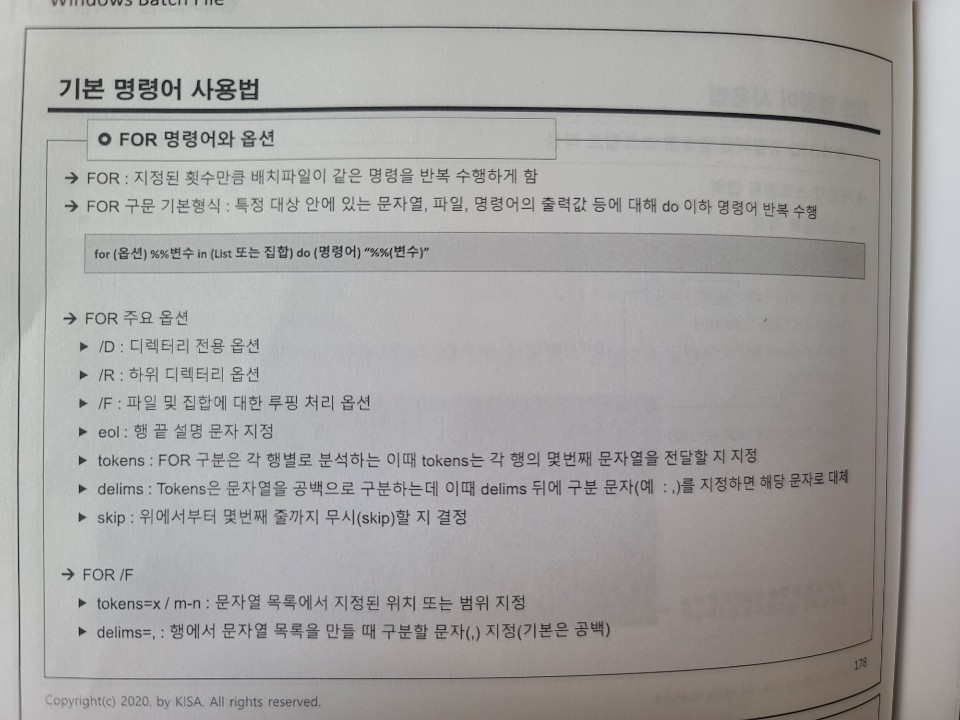 Windows Batch File
기본 명령어 사용법
FOR 명령어와 옵션
→ FOR : 지정된 횟수만큼 배치파일이 같은 명령을 반복 수행하게 함
→ FOR 구문 기본형식 : 특정 대상 안에 있는 문자열, 파일, 명령어의 출력값 등에 대해 do 이하 명령어 반복 수행
for (옵션) %%변수 in (List 또는 집합) do (명령어) “%%(변수)”
→ FOR 주요 옵션
▶ /D : 디렉터리 전용 옵션
▶ /R : 하위 디렉터리 옵션
▶ /F : 파일 및 집합에 대한 루핑 처리 옵션
▶ eol : 행 끝 설명 문자 지정
▶ tokens : FOR 구분은 각 행별로 분석하는 이때 tokens는 각 행의 몇번째 문자열을 전달할 지 지정
▶ delims : Tokens은 문자열을 공백으로 구분하는데 이때 delims 뒤에 구분 문자(예 : ,)를 지정하면 해당 문자로 대체
▶ skip : 위에서부터 몇번째 줄까지 무시(skip)할 지 결정
→ FOR /F
▶ tokens=x / m-n : 문자열 목록에서 지정된 위치 또는 범위 지정
▶ delims=, : 행에서 문자열 목록을 만들 때 구분할 문자(,) 지정(기본은 공백)
178
Copyright(c) 2020. by KISA. All rights reserved.